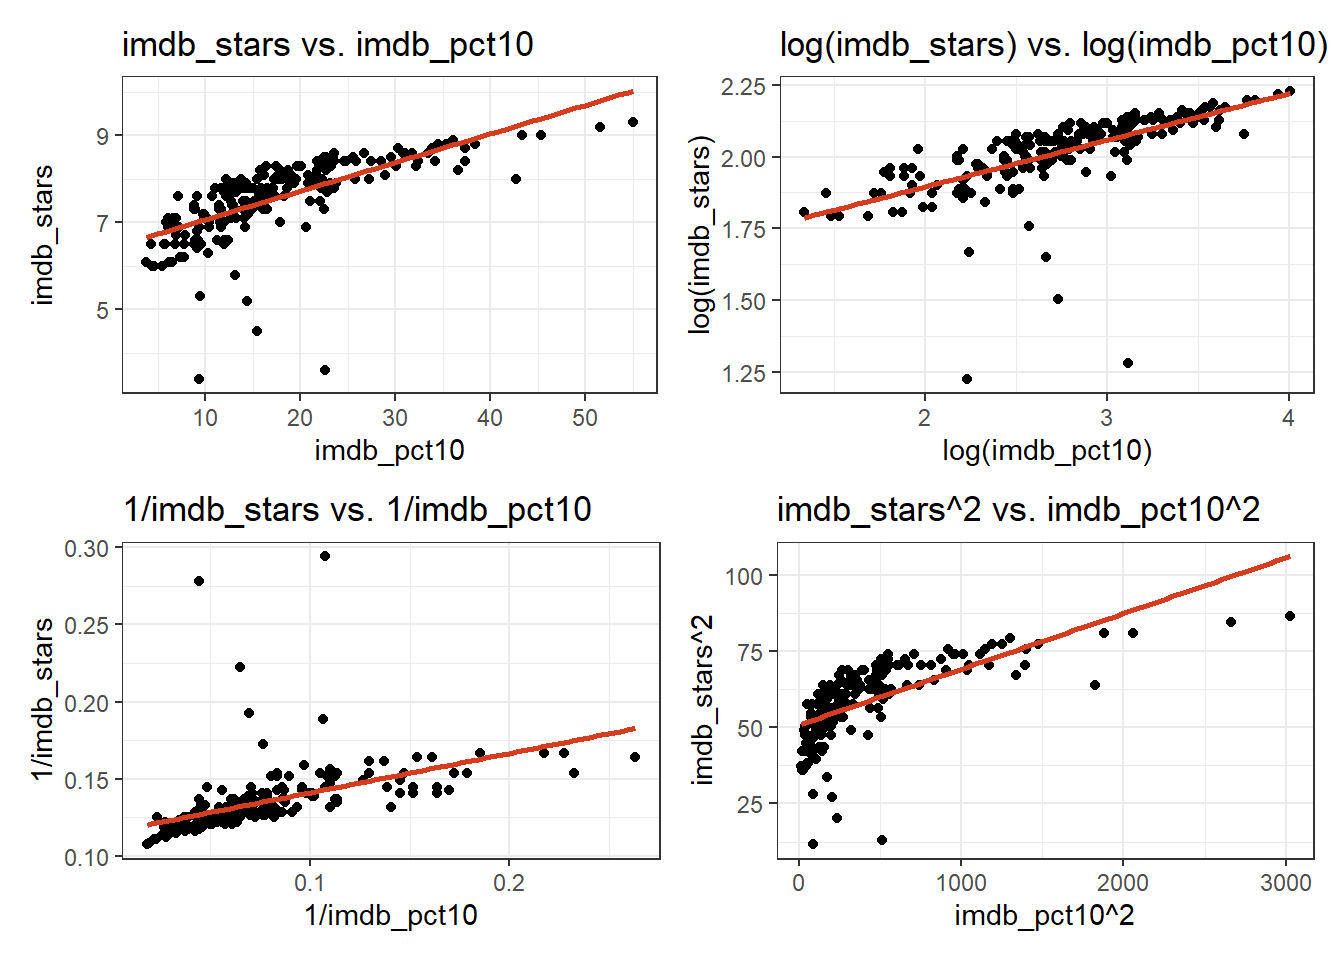 imdb_stars vs. imdb_pct10
imdb_stars
9
7
5
10 20 30 40 50
imdb_pct10
log(imdb_stars) vs. log(imdb_pct10)
log(imdb_stars)
2.25
2.00
1.75
1.50
1.25
2 3 4
log(imdb_pct10)
1/imdb_stars vs. 1/imdb_pct10
1/imdb_stars
0.30
0.25
0.20
0.15
0.10
0.1 0.2
1/imdb_pct10
imdb_stars^2 vs. imdb_pct10^2
imdb_stars^2
100
75
50
25
0 1000 2000 3000
imdb_pct10^2